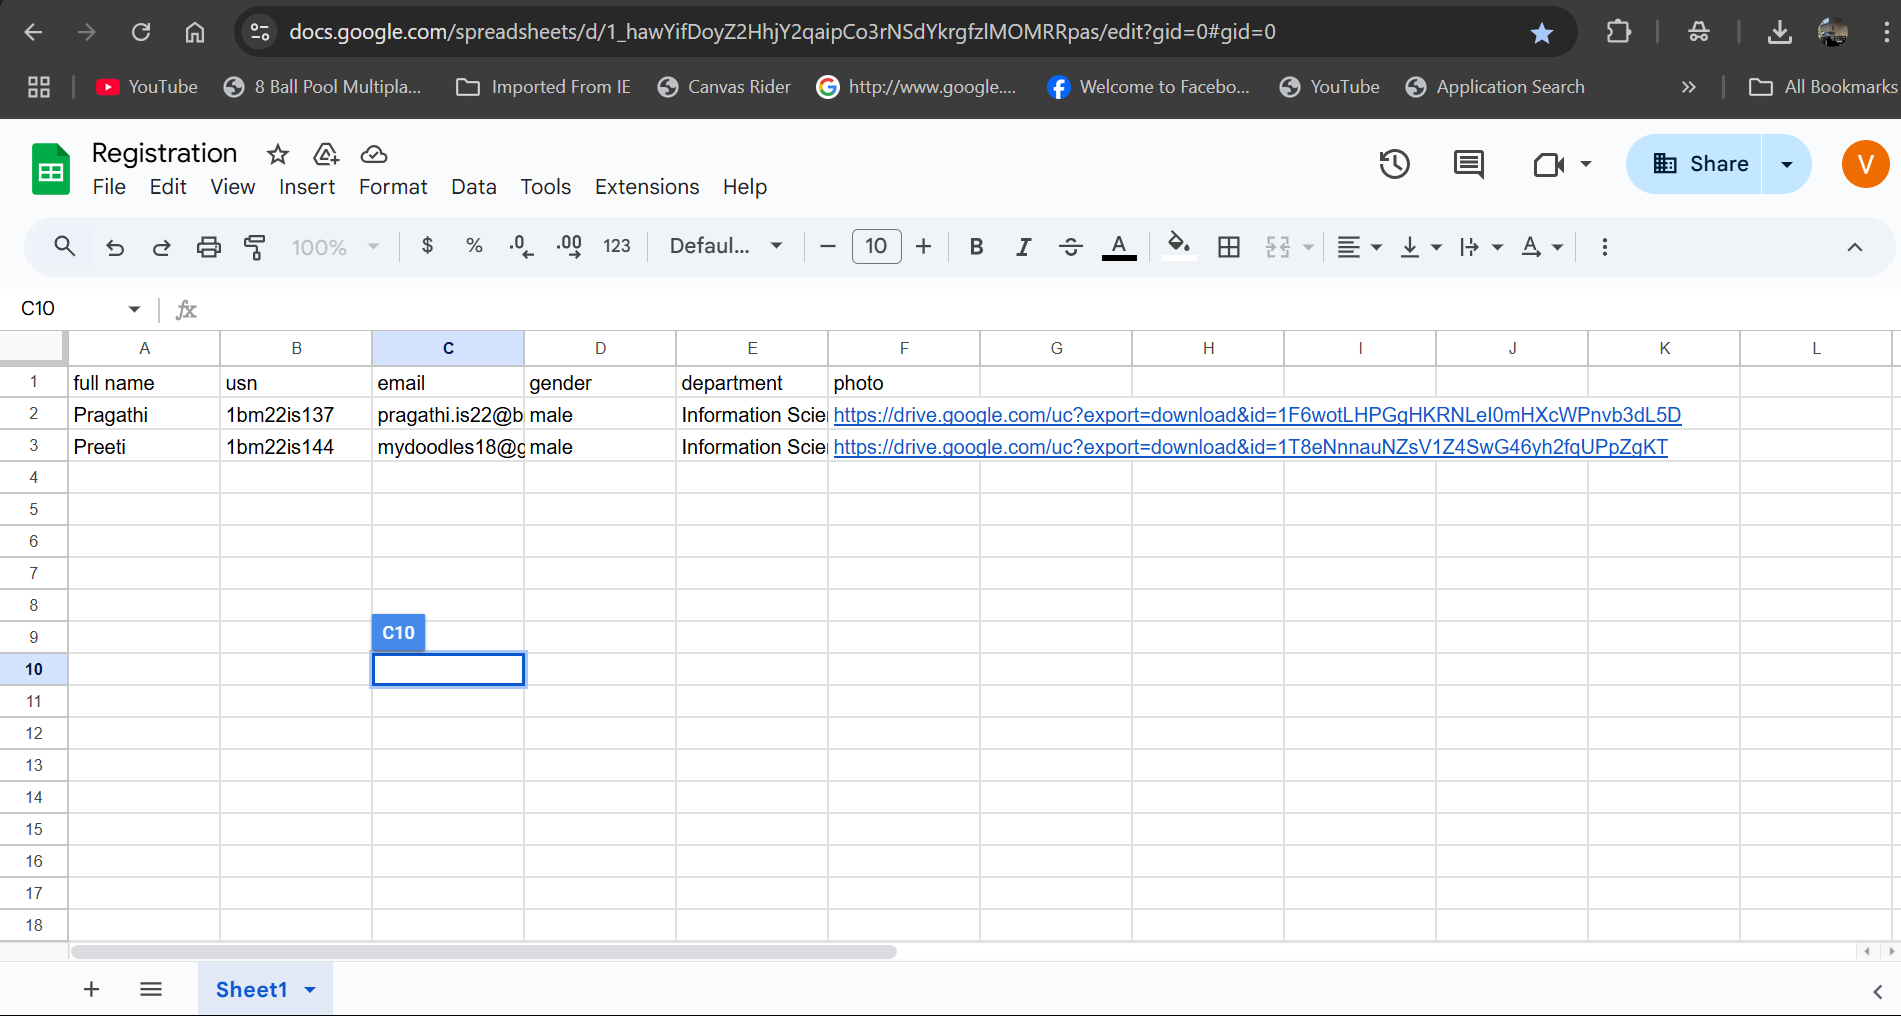 docs.google.com/spreadsheets/d/1_hawYifDoyZ2HhjY2qaipCo3rNSdYkrgfzlMOMRRpas/edit?gid=0#gid=0
YouTube 8 Ball Pool Multipla... Imported From IE Canvas Rider http://www.google.... Welcome to Facebo... YouTube Application Search » All Bookmarks
Registration
File Edit View Insert Format Data Tools Extensions Help
Share
V
100% $ % .0 .00 123 Defaul... − 10 + B I S A A
C10 fx
A B C D E F G H I J K L
1 full name usn email gender department photo
2 Pragathi 1bm22is137 pragathi.is22@b male Information Scie https://drive.google.com/uc?export=download&id=1F6wotLHPGgHKRNLeI0mHXcWPnvb3dL5D
3 Preeti 1bm22is144 mydoodles18@g male Information Scie https://drive.google.com/uc?export=download&id=1T8eNnnauNZsV1Z4SwG46yh2fqUPpZgKT
4
5
6
7
8
9 C10
10
11
12
13
14
15
16
17
18
Sheet1